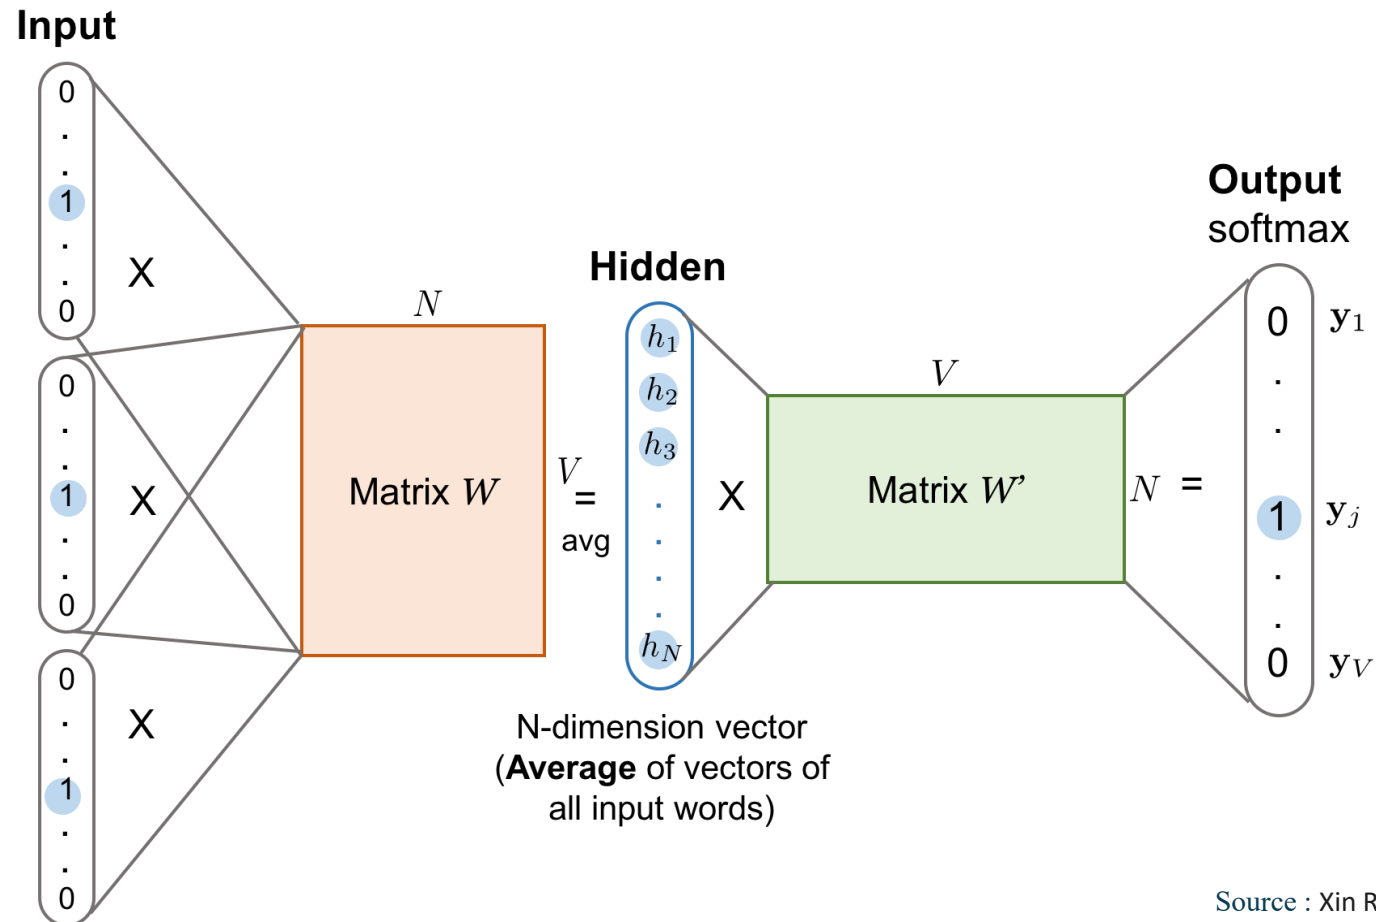 Input
0
.
.
1
.
.
0
X
0
.
.
1
.
.
0
X
0
.
.
1
.
.
0
X
N
Matrix W
V
=
avg
Hidden
h1
h2
h3
.
.
.
.
hN
N-dimension vector
(Average of vectors of
all input words)
X
V
Matrix W’
N =
Output
softmax
0 y1
.
.
1 yj
.
.
0 yV
Source : Xin R